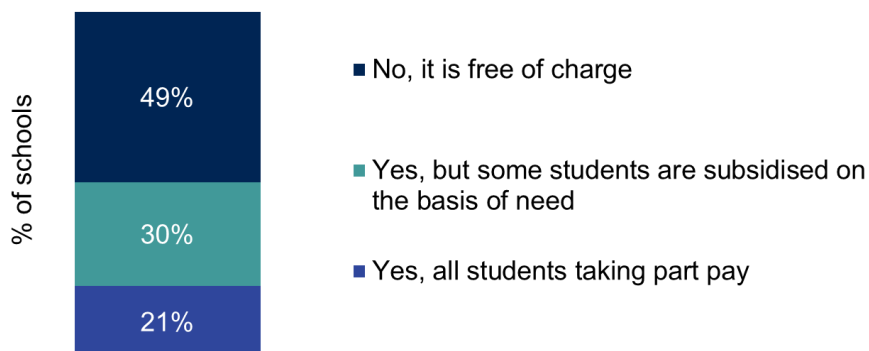 % of schools
49%
30%
21%
No, it is free of charge
Yes, but some students are subsidised on
the basis of need
Yes, all students taking part pay